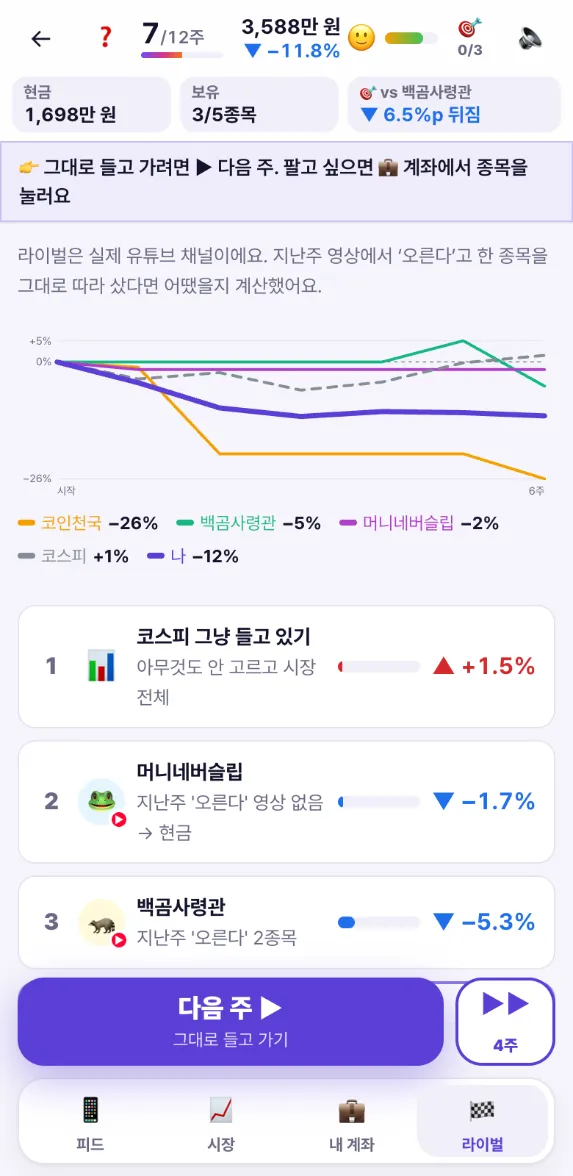 7/12주
3,588만 원
▼ −11.8%
0/3
현금
1,698만 원
보유
3/5종목
vs 백곰사령관
▼ 6.5%p 뒤짐
그대로 들고 가려면 ▶ 다음 주. 팔고 싶으면 계좌에서 종목을
눌러요
라이벌은 실제 유튜브 채널이에요. 지난주 영상에서 ‘오른다’고 한 종목을
그대로 따라 샀다면 어땠을지 계산했어요.
+5%
0%
−26%
시작
6주
코인천국 −26%
백곰사령관 −5%
머니네버슬립 −2%
코스피 +1%
나 −12%
1
코스피 그냥 들고 있기
아무것도 안 고르고 시장
전체
▲ +1.5%
2
머니네버슬립
지난주 '오른다' 영상 없음
→ 현금
▼ −1.7%
3
백곰사령관
지난주 '오른다' 2종목
▼ −5.3%
다음 주 ▶
그대로 들고 가기
▶▶
4주
피드
시장
내 계좌
라이벌